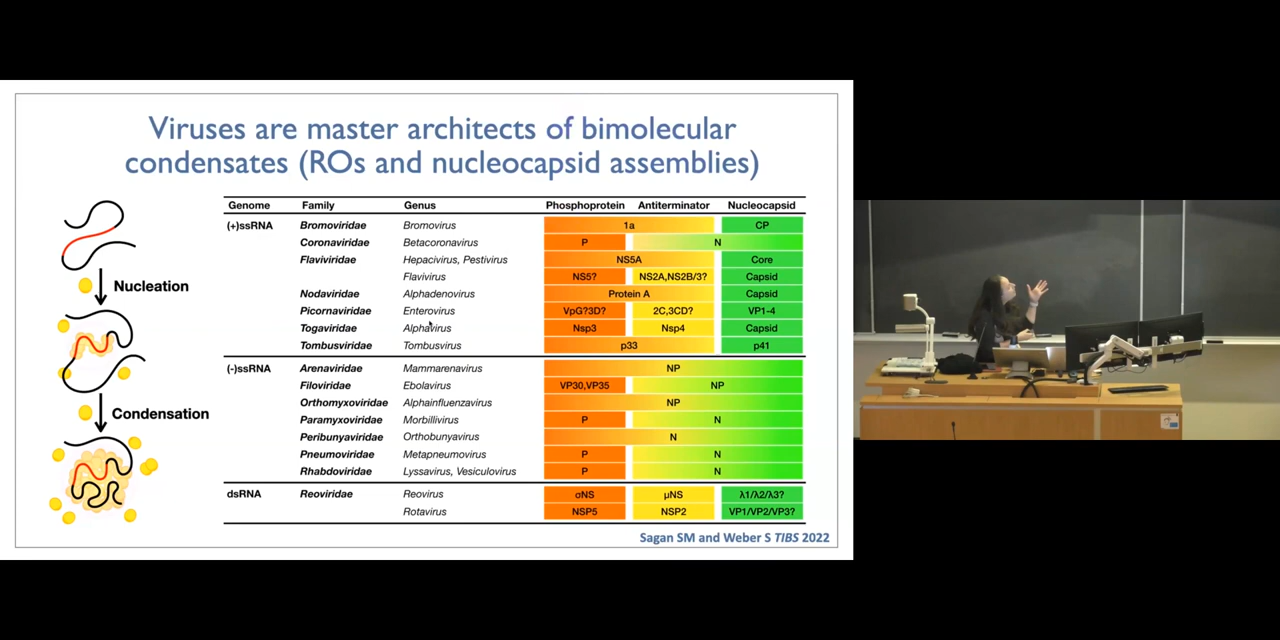 Viruses are master architects of bimolecular
condensates (ROs and nucleocapsid assemblies)
Nucleation
Condensation
Genome Family Genus Phosphoprotein Antiterminator Nucleocapsid
(+)ssRNA Bromoviridae Bromovirus 1a CP
Coronaviridae Betacoronavirus P N
Flaviviridae Hepacivirus, Pestivirus NS5A Core
Flavivirus NS5? NS2A,NS2B/3? Capsid
Nodaviridae Alphadenovirus Protein A Capsid
Picornaviridae Enterovirus VpG?3D? 2C,3CD? VP1-4
Togaviridae Alphavirus Nsp3 Nsp4 Capsid
Tombusviridae Tombusvirus p33 p41
(-)ssRNA Arenaviridae Mammarenavirus NP
Filoviridae Ebolavirus VP30,VP35 NP
Orthomyxoviridae Alphainfluenzavirus NP
Paramyxoviridae Morbillivirus P N
Peribunyaviridae Orthobunyavirus N
Pneumoviridae Metapneumovirus P N
Rhabdoviridae Lyssavirus, Vesiculovirus P N
dsRNA Reoviridae Reovirus σNS μNS λ1/λ2/λ3?
Rotavirus NSP5 NSP2 VP1/VP2/VP3?
Sagan SM and Weber S TIBS 2022